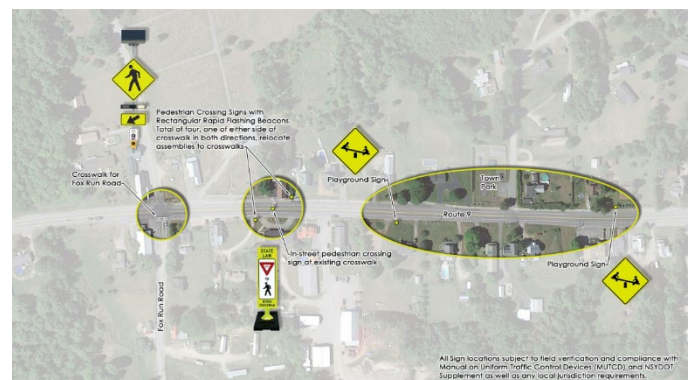 Pedestrian Crossing Signs with
Rectangular Rapid Flashing Beacons.
Total of four, one of either side of
crosswalk in both directions, relocate
assemblies to crosswalks
Crosswalk for
Fox Run Road
Playground Sign
Town
Park
Route 9
In-street pedestrian crossing
sign at existing crosswalk
Playground Sign
STATE
LAW
Fox Run Road
All Sign locations subject to field verification and compliance with
Manual on Uniform Traffic Control Devices (MUTCD) and NSYDOT
Supplement as well as any local jurisdiction requirements.